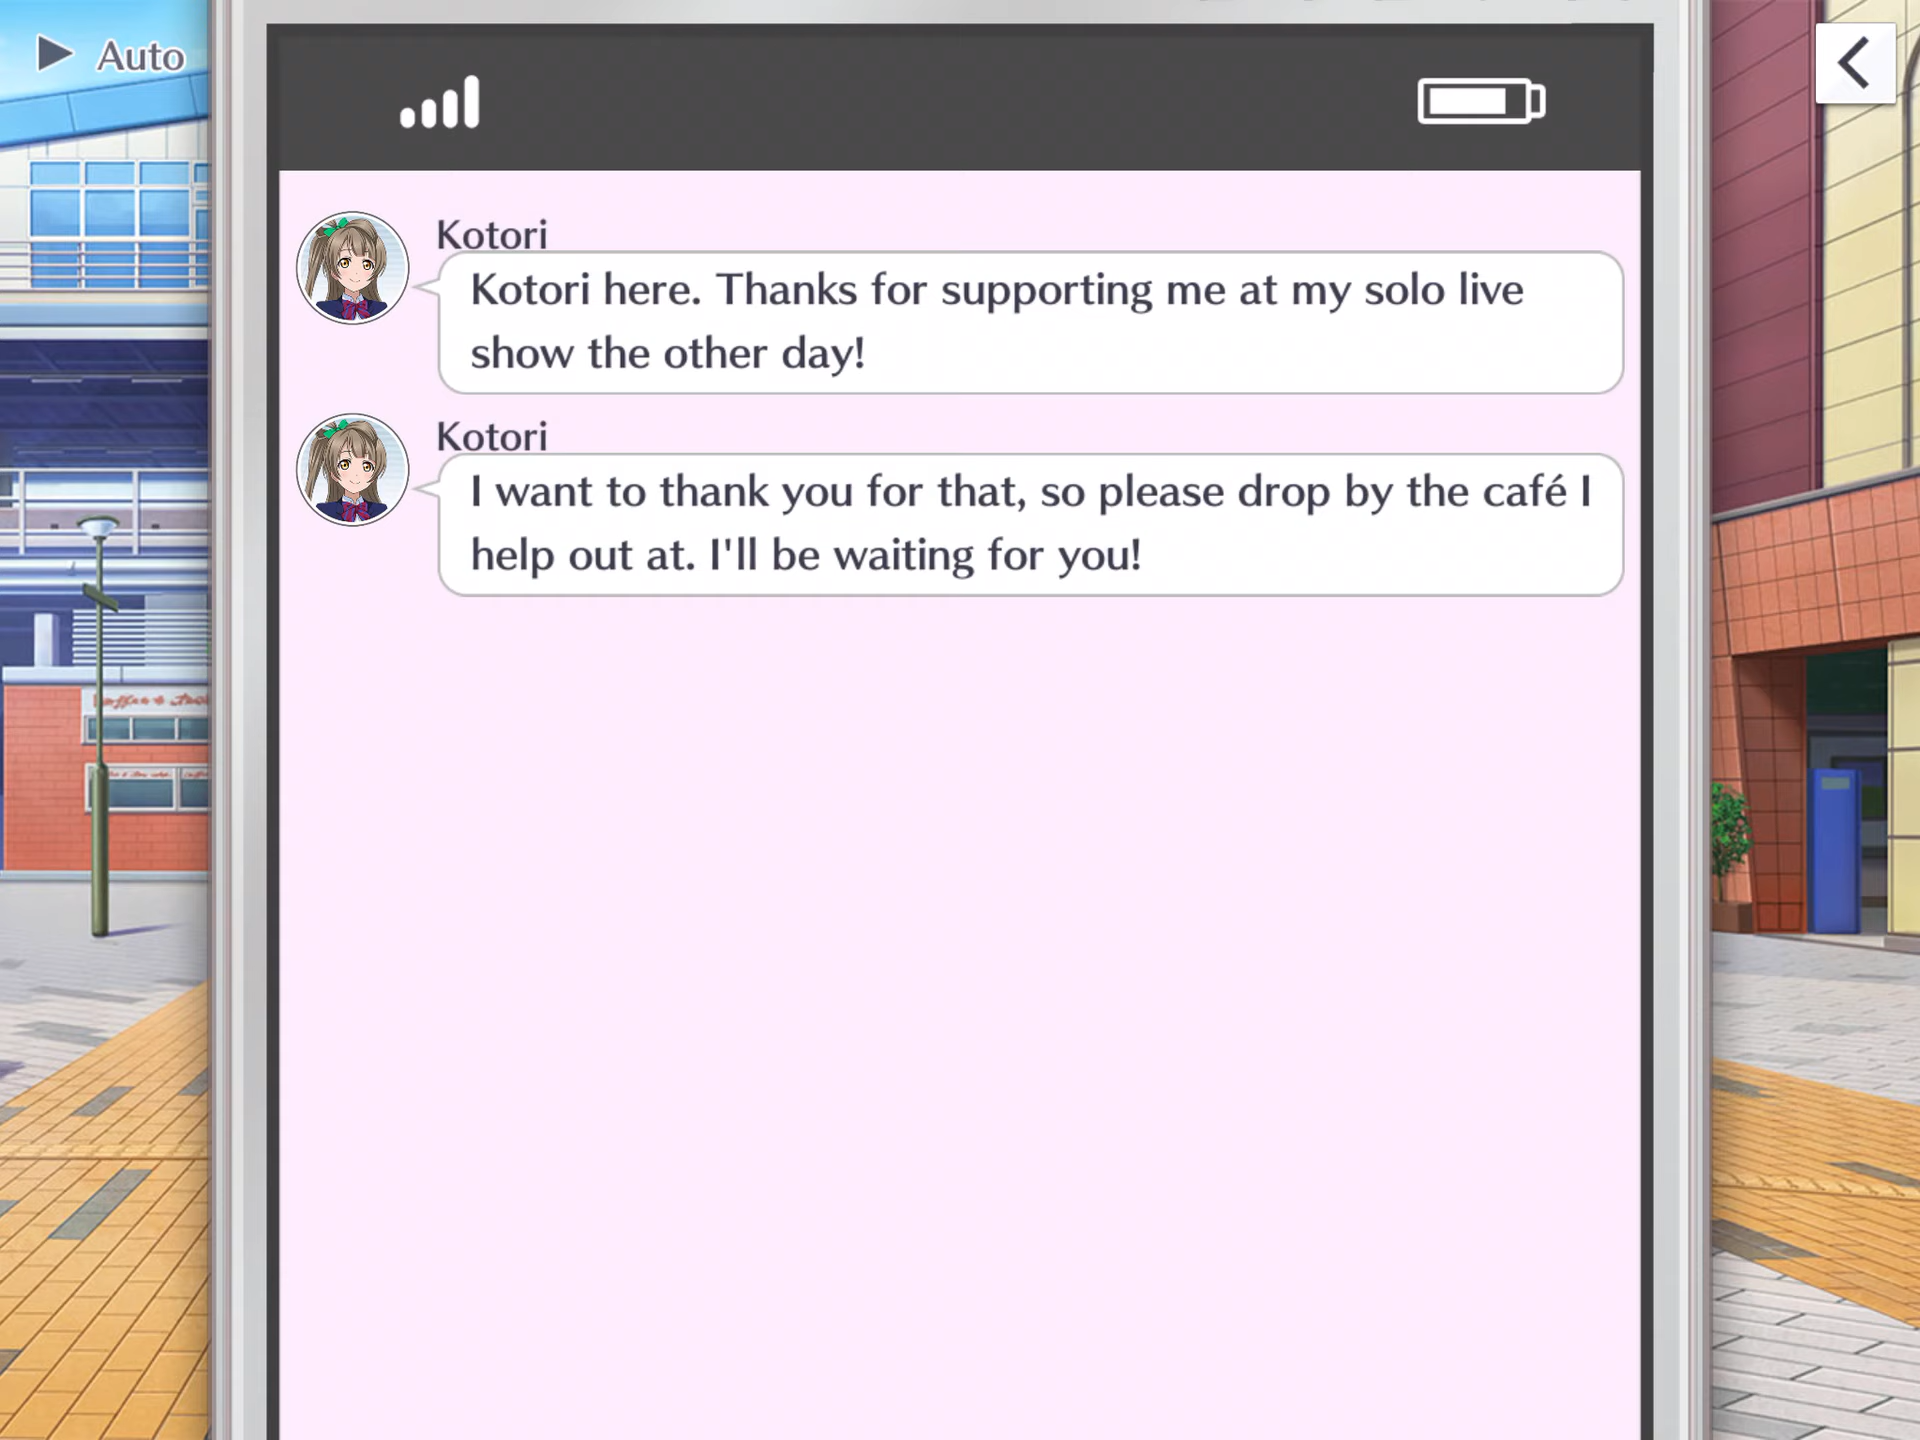 Auto
Kotori
Kotori here. Thanks for supporting me at my solo live
show the other day!
Kotori
I want to thank you for that, so please drop by the café I
help out at. I'll be waiting for you!